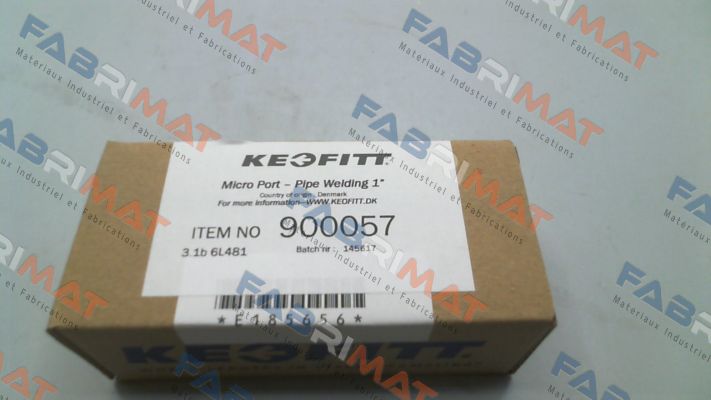 KEOFITT
Micro Port - Pipe Welding 1"
Country of origin: Denmark
For more information: WWW.KEOFITT.DK
ITEM NO 900057
3.1b 6L481 Batch nr: 145617
*E185656*
KEOFITT
FABRIMAT
Materiaux Industriel et Fabrications